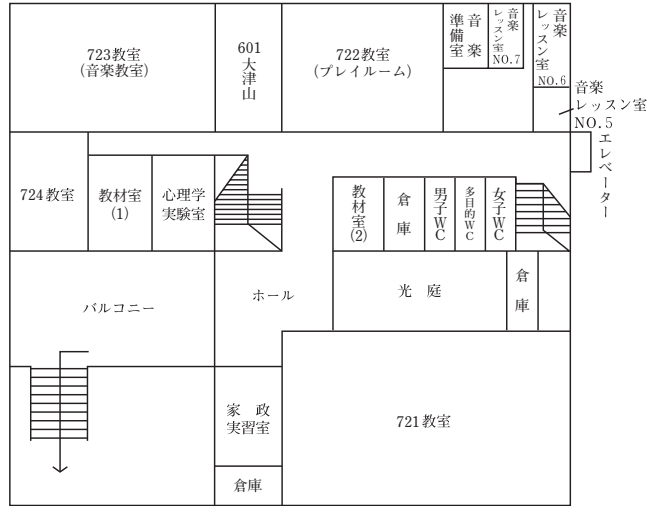 723教室
(音楽教室)
601
大津山
722教室
(プレイルーム)
音楽
準備室
音楽
レッスン室
NO.7
音楽
レッスン室
NO.6
音楽
レッスン室
NO.5
エレベーター
724教室
教材室
(1)
心理学
実験室
教材室
(2)
倉庫
男子WC
多目的WC
女子WC
バルコニー
ホール
光 庭
倉庫
家 政
実習室
721教室
倉庫